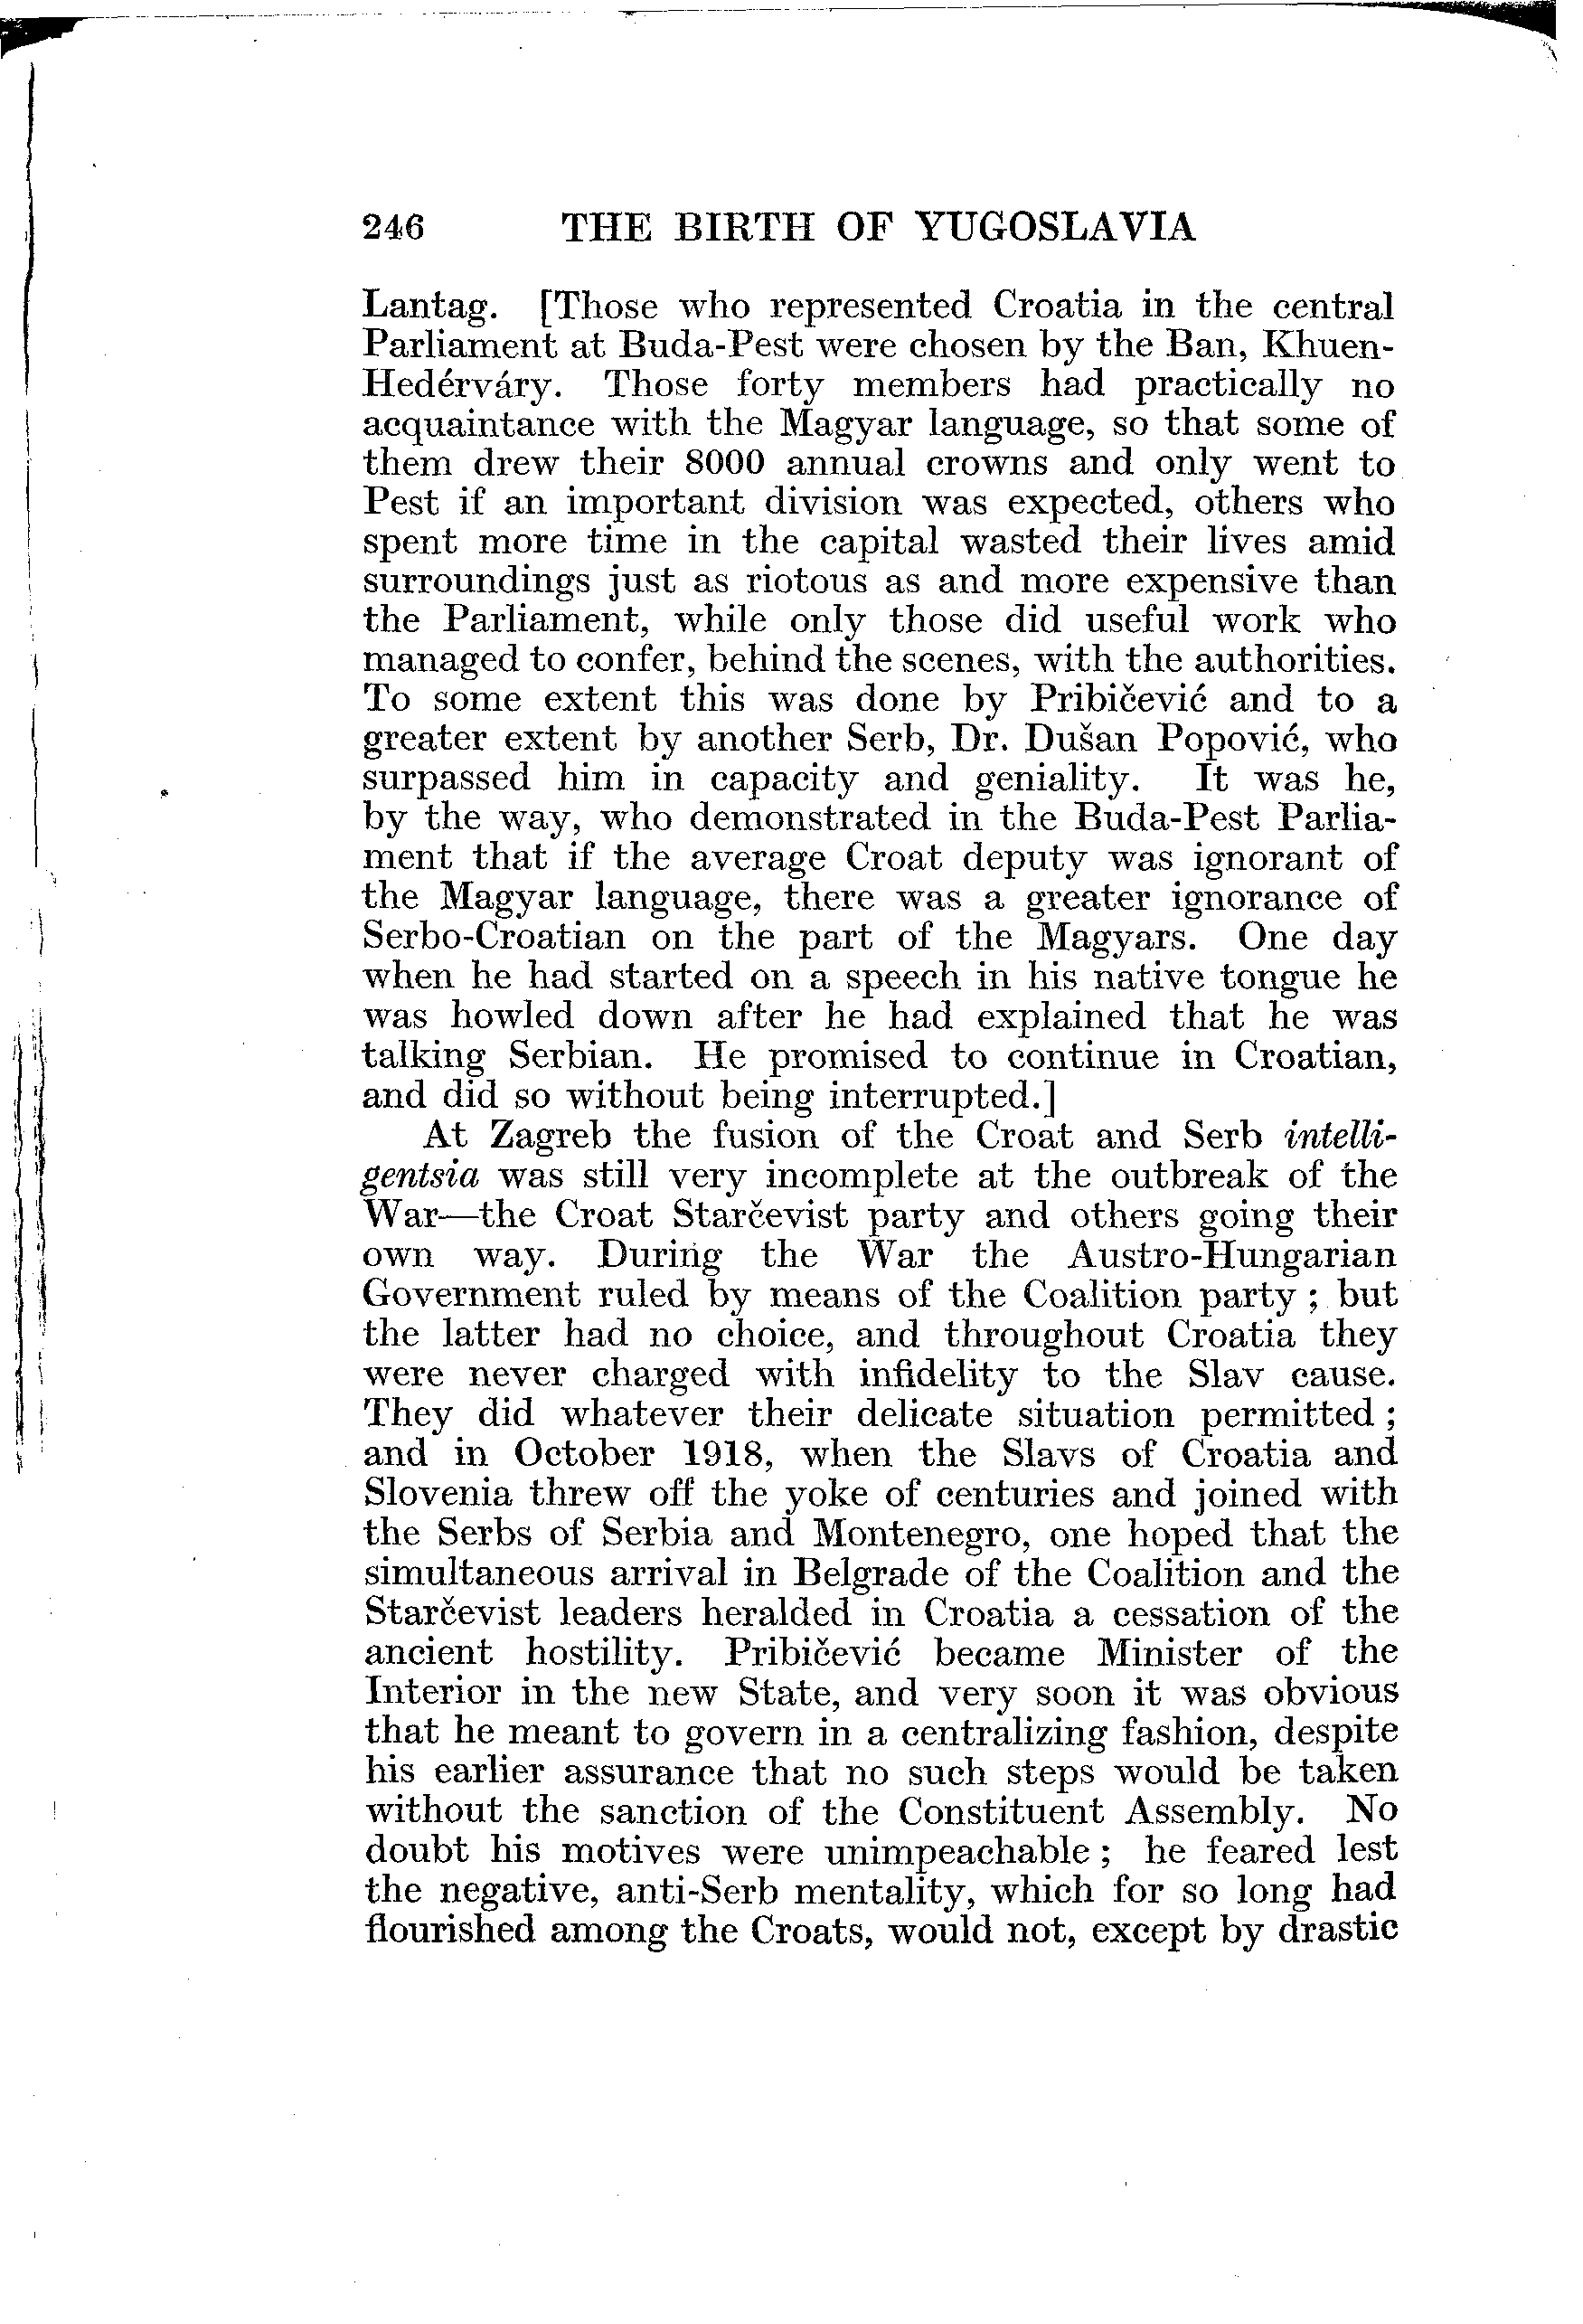 246 THE BIRTH OF YUGOSLAVIA
Lantag. [Those who represented Croatia in the central
Parliament at Buda-Pest were chosen by the Ban, Khuen-
Hedérváry. Those forty members had practically no
acquaintance with the Magyar language, so that some of
them drew their 8000 annual crowns and only went to
Pest if an important division was expected, others who
spent more time in the capital wasted their lives amid
surroundings just as riotous as and more expensive than
the Parliament, while only those did useful work who
managed to confer, behind the scenes, with the authorities.
To some extent this was done by Pribičević and to a
greater extent by another Serb, Dr. Dušan Popović, who
surpassed him in capacity and geniality. It was he,
by the way, who demonstrated in the Buda-Pest Parlia-
ment that if the average Croat deputy was ignorant of
the Magyar language, there was a greater ignorance of
Serbo-Croatian on the part of the Magyars. One day
when he had started on a speech in his native tongue he
was howled down after he had explained that he was
talking Serbian. He promised to continue in Croatian,
and did so without being interrupted.]
At Zagreb the fusion of the Croat and Serb intelli-
gentsia was still very incomplete at the outbreak of the
War—the Croat Starčevist party and others going their
own way. During the War the Austro-Hungarian
Government ruled by means of the Coalition party ; but
the latter had no choice, and throughout Croatia they
were never charged with infidelity to the Slav cause.
They did whatever their delicate situation permitted ;
and in October 1918, when the Slavs of Croatia and
Slovenia threw off the yoke of centuries and joined with
the Serbs of Serbia and Montenegro, one hoped that the
simultaneous arrival in Belgrade of the Coalition and the
Starčevist leaders heralded in Croatia a cessation of the
ancient hostility. Pribičević became Minister of the
Interior in the new State, and very soon it was obvious
that he meant to govern in a centralizing fashion, despite
his earlier assurance that no such steps would be taken
without the sanction of the Constituent Assembly. No
doubt his motives were unimpeachable ; he feared lest
the negative, anti-Serb mentality, which for so long had
flourished among the Croats, would not, except by drastic